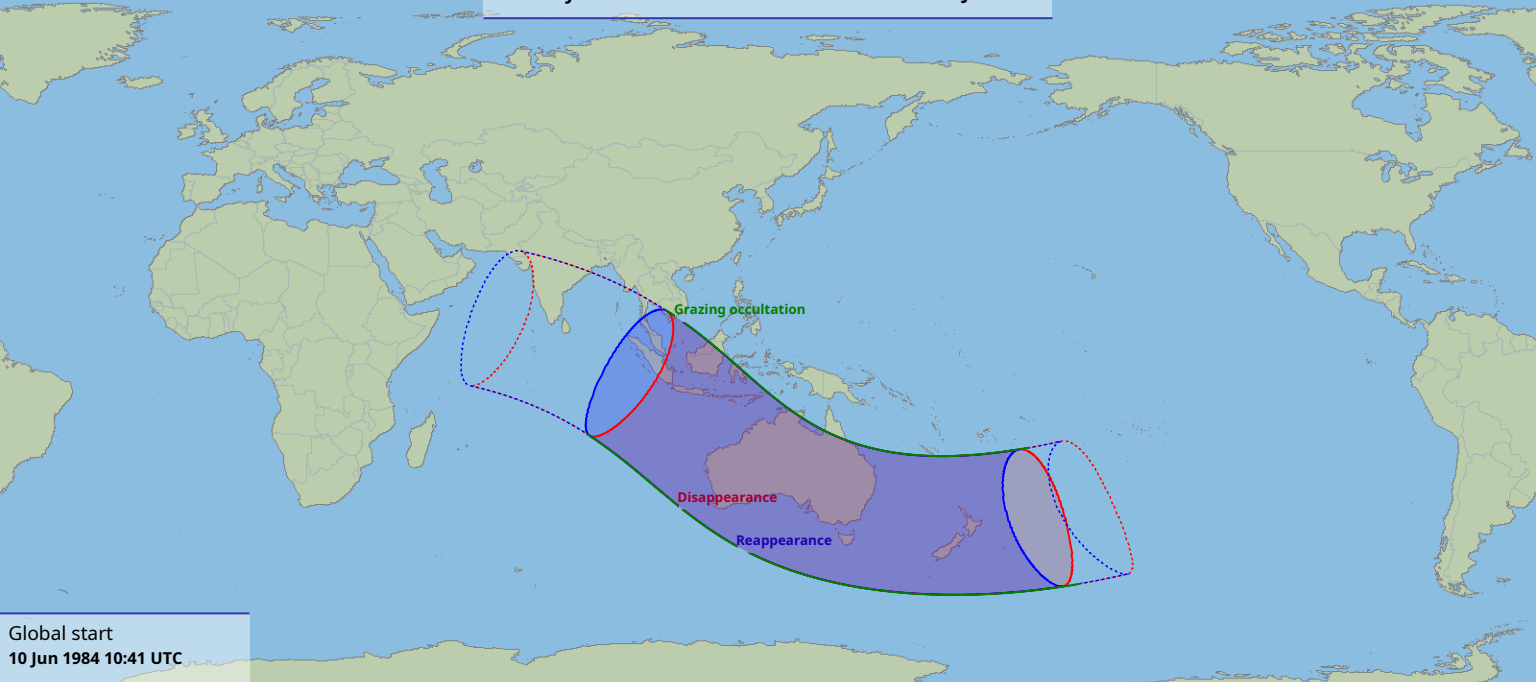 Grazing occultation
Disappearance
Reappearance
Global start
10 Jun 1984 10:41 UTC